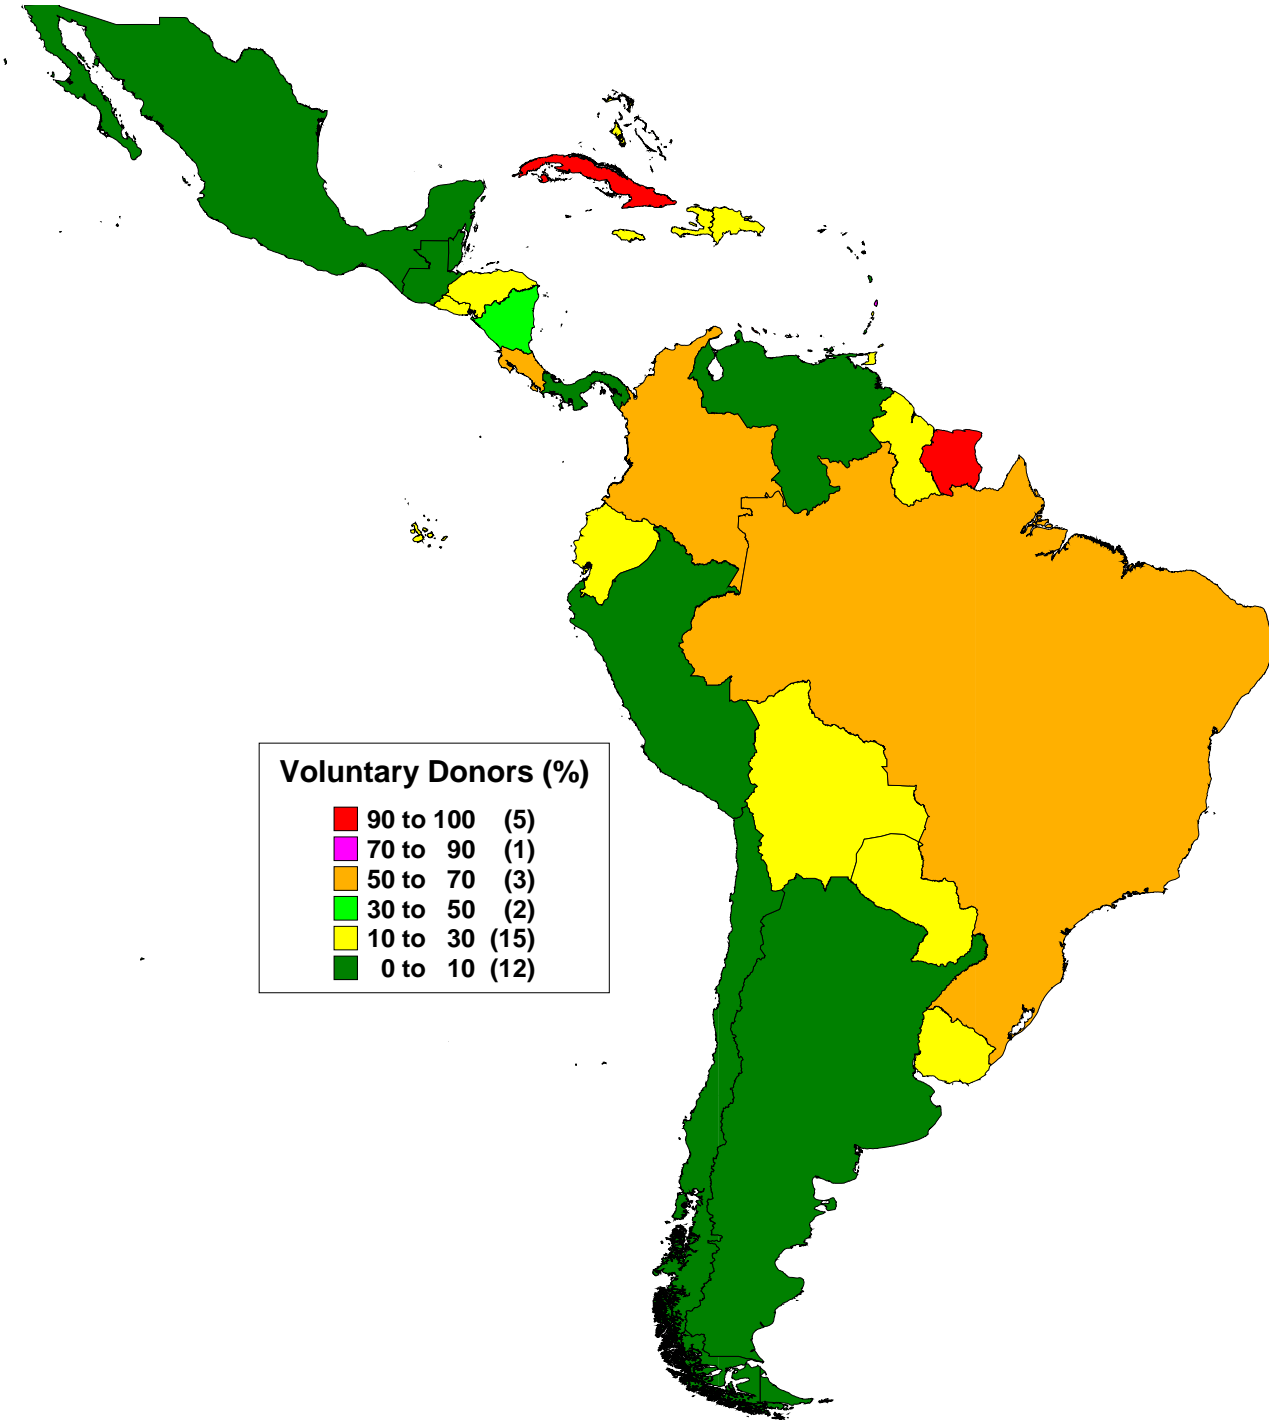 Voluntary Donors (%)
90 to 100 (5)
70 to 90 (1)
50 to 70 (3)
30 to 50 (2)
10 to 30 (15)
0 to 10 (12)